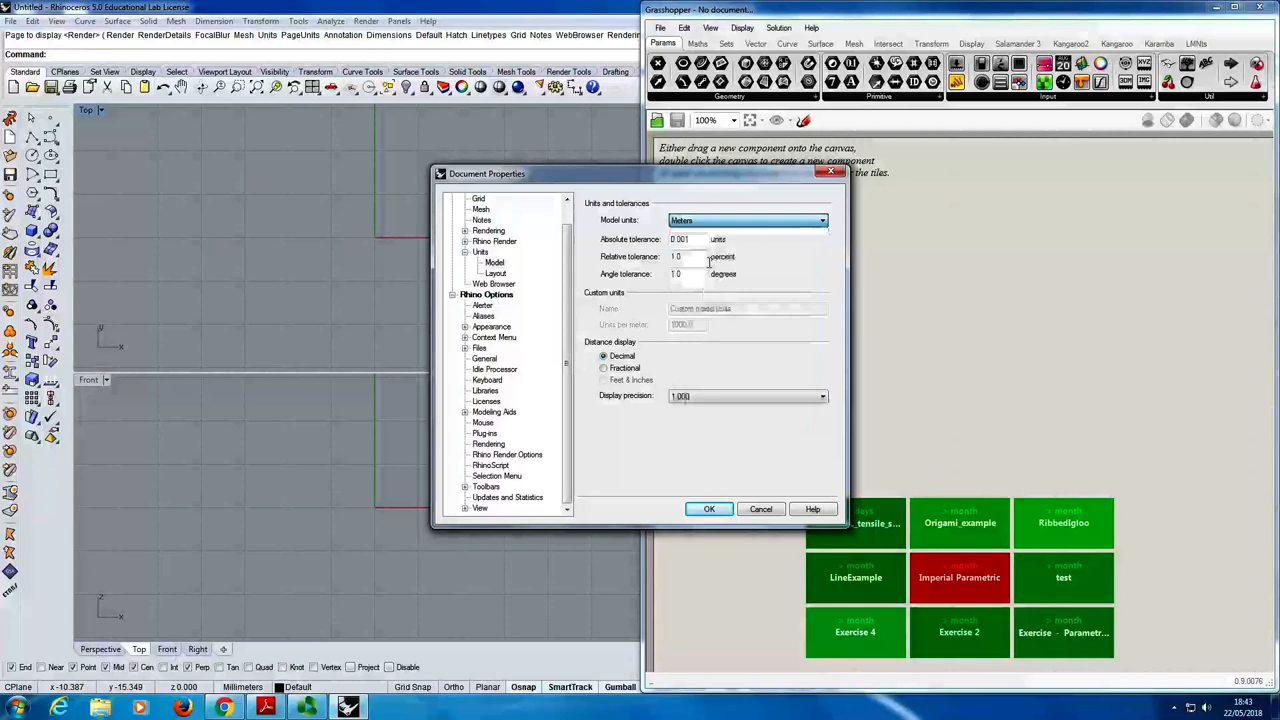 Untitled - Rhinoceros 5.0 Educational Lab License
File Edit View Curve Surface Solid Mesh Dimension Transform Tools Analyze Render Panels Help
Page to display <Render> ( Render RenderDetails FocalBlur Mesh Units PageUnits Annotation Dimensions Default Hatch Linetypes Grid Notes WebBrowser Rendering
Command:
Standard CPlanes Set View Display Select Viewport Layout Visibility Transform Curve Tools Surface Tools Solid Tools Mesh Tools Render Tools Drafting
Top
Front
Perspective Top Front Right
End Near Point Mid Cen Int Perp Tan Quad Knot Vertex Project Disable
CPlane x -10.387 y -15.349 z 0.000 Millimeters Default Grid Snap Ortho Planar Osnap SmartTrack Gumball
Grasshopper - No document...
File Edit View Display Solution Help
Params Maths Sets Vector Curve Surface Mesh Intersect Transform Display Salamander 3 Kangaroo2 Kangaroo Karamba LMNts
Geometry Primitive Input Util
100%
Either drag a new component onto the canvas,
double click the canvas to create a new component
the tiles.
Document Properties
Grid
Mesh
Notes
Rendering
Rhino Render
Units
Model
Layout
Web Browser
Rhino Options
Alerter
Aliases
Appearance
Context Menu
Files
General
Idle Processor
Keyboard
Libraries
Licenses
Modeling Aids
Mouse
Plug-ins
Rendering
Rhino Render Options
RhinoScript
Selection Menu
Toolbars
Updates and Statistics
View
Units and tolerances
Model units: Meters
Absolute tolerance: 0.001 units
Relative tolerance: 1.0 percent
Angle tolerance: 1.0 degrees
Custom units
Name:
Units per meter:
Distance display
Decimal
Fractional
Feet & Inches
Display precision: 1.000
OK Cancel Help
_tensile_s...
> month
Origami_example
> month
RibbedIgloo
> month
LineExample
> month
Imperial Parametric
> month
test
> month
Exercise 4
> month
Exercise 2
> month
Exercise - Parametr...
0.9.0076
18:43
22/05/2018